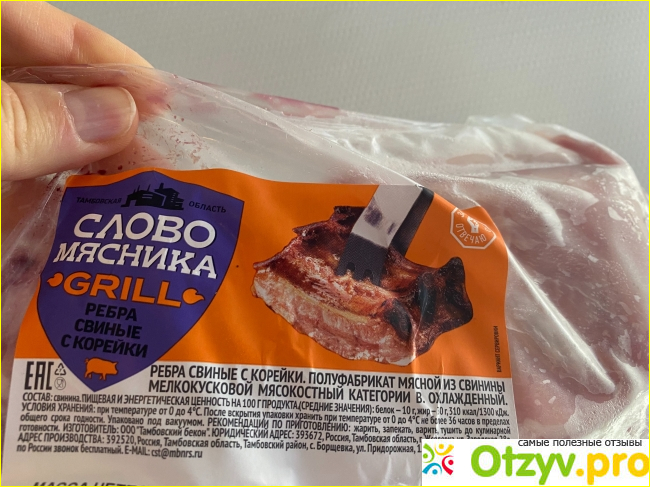 ТАМБОВСКАЯ ОБЛАСТЬ
СЛОВО
МЯСНИКА
GRILL
РЕБРА
СВИНЫЕ
С КОРЕЙКИ
ОТВЕЧАЮ
ВАРИАНТ СЕРВИРОВКИ
EAC
РЕБРА СВИНЫЕ С КОРЕЙКИ. ПОЛУФАБРИКАТ МЯСНОЙ ИЗ СВИНИНЫ
МЕЛКОКУСКОВОЙ МЯСОКОСТНЫЙ КАТЕГОРИИ В. ОХЛАЖДЕННЫЙ.
СОСТАВ: свинина. ПИЩЕВАЯ И ЭНЕРГЕТИЧЕСКАЯ ЦЕННОСТЬ НА 100 Г ПРОДУКТА (СРЕДНИЕ ЗНАЧЕНИЯ): белок – 10 г, жир – 30 г, 310 ккал/1300 кДж.
УСЛОВИЯ ХРАНЕНИЯ: при температуре от 0 до 4°С. После вскрытия упаковки хранить при температуре от 0 до 4°С не более 36 часов в пределах
общего срока годности. Упаковано под вакуумом. РЕКОМЕНДАЦИИ ПО ПРИГОТОВЛЕНИЮ: жарить, запекать, варить, тушить до кулинарной
готовности. ИЗГОТОВИТЕЛЬ: ООО "Тамбовский бекон". ЮРИДИЧЕСКИЙ АДРЕС: 393672, Россия, Тамбовская область,
АДРЕС ПРОИЗВОДСТВА: 392520, Россия, Тамбовская область, Тамбовский район, с. Борщевка, ул. Придорожная,
по России звонок бесплатный. E-MAIL: cst@mbnrs.ru
самые полезные отзывы
Otzyv.pro